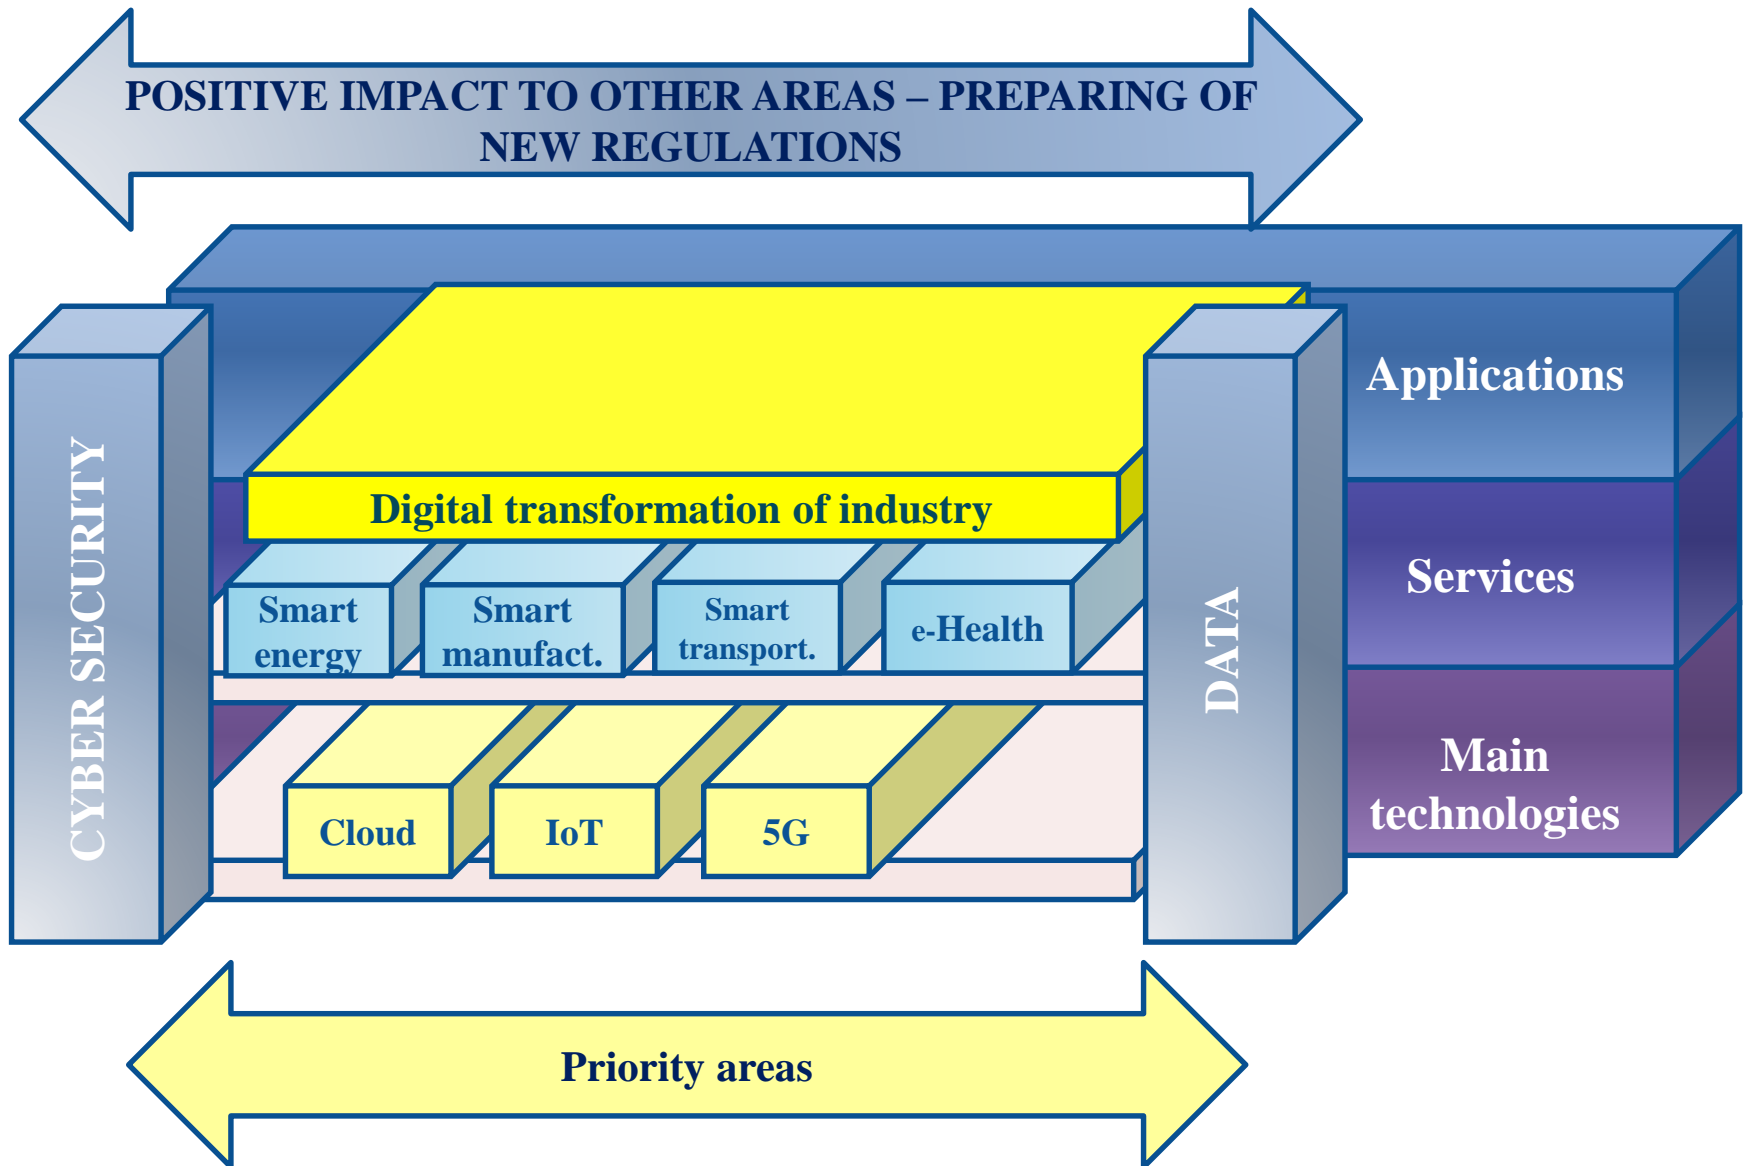 POSITIVE IMPACT TO OTHER AREAS – PREPARING OF
NEW REGULATIONS
Applications
Digital transformation of industry
CYBER SECURITY
DATA
Services
Smart
energy
Smart
manufact.
Smart
transport.
e-Health
Main
technologies
Cloud
IoT
5G
Priority areas